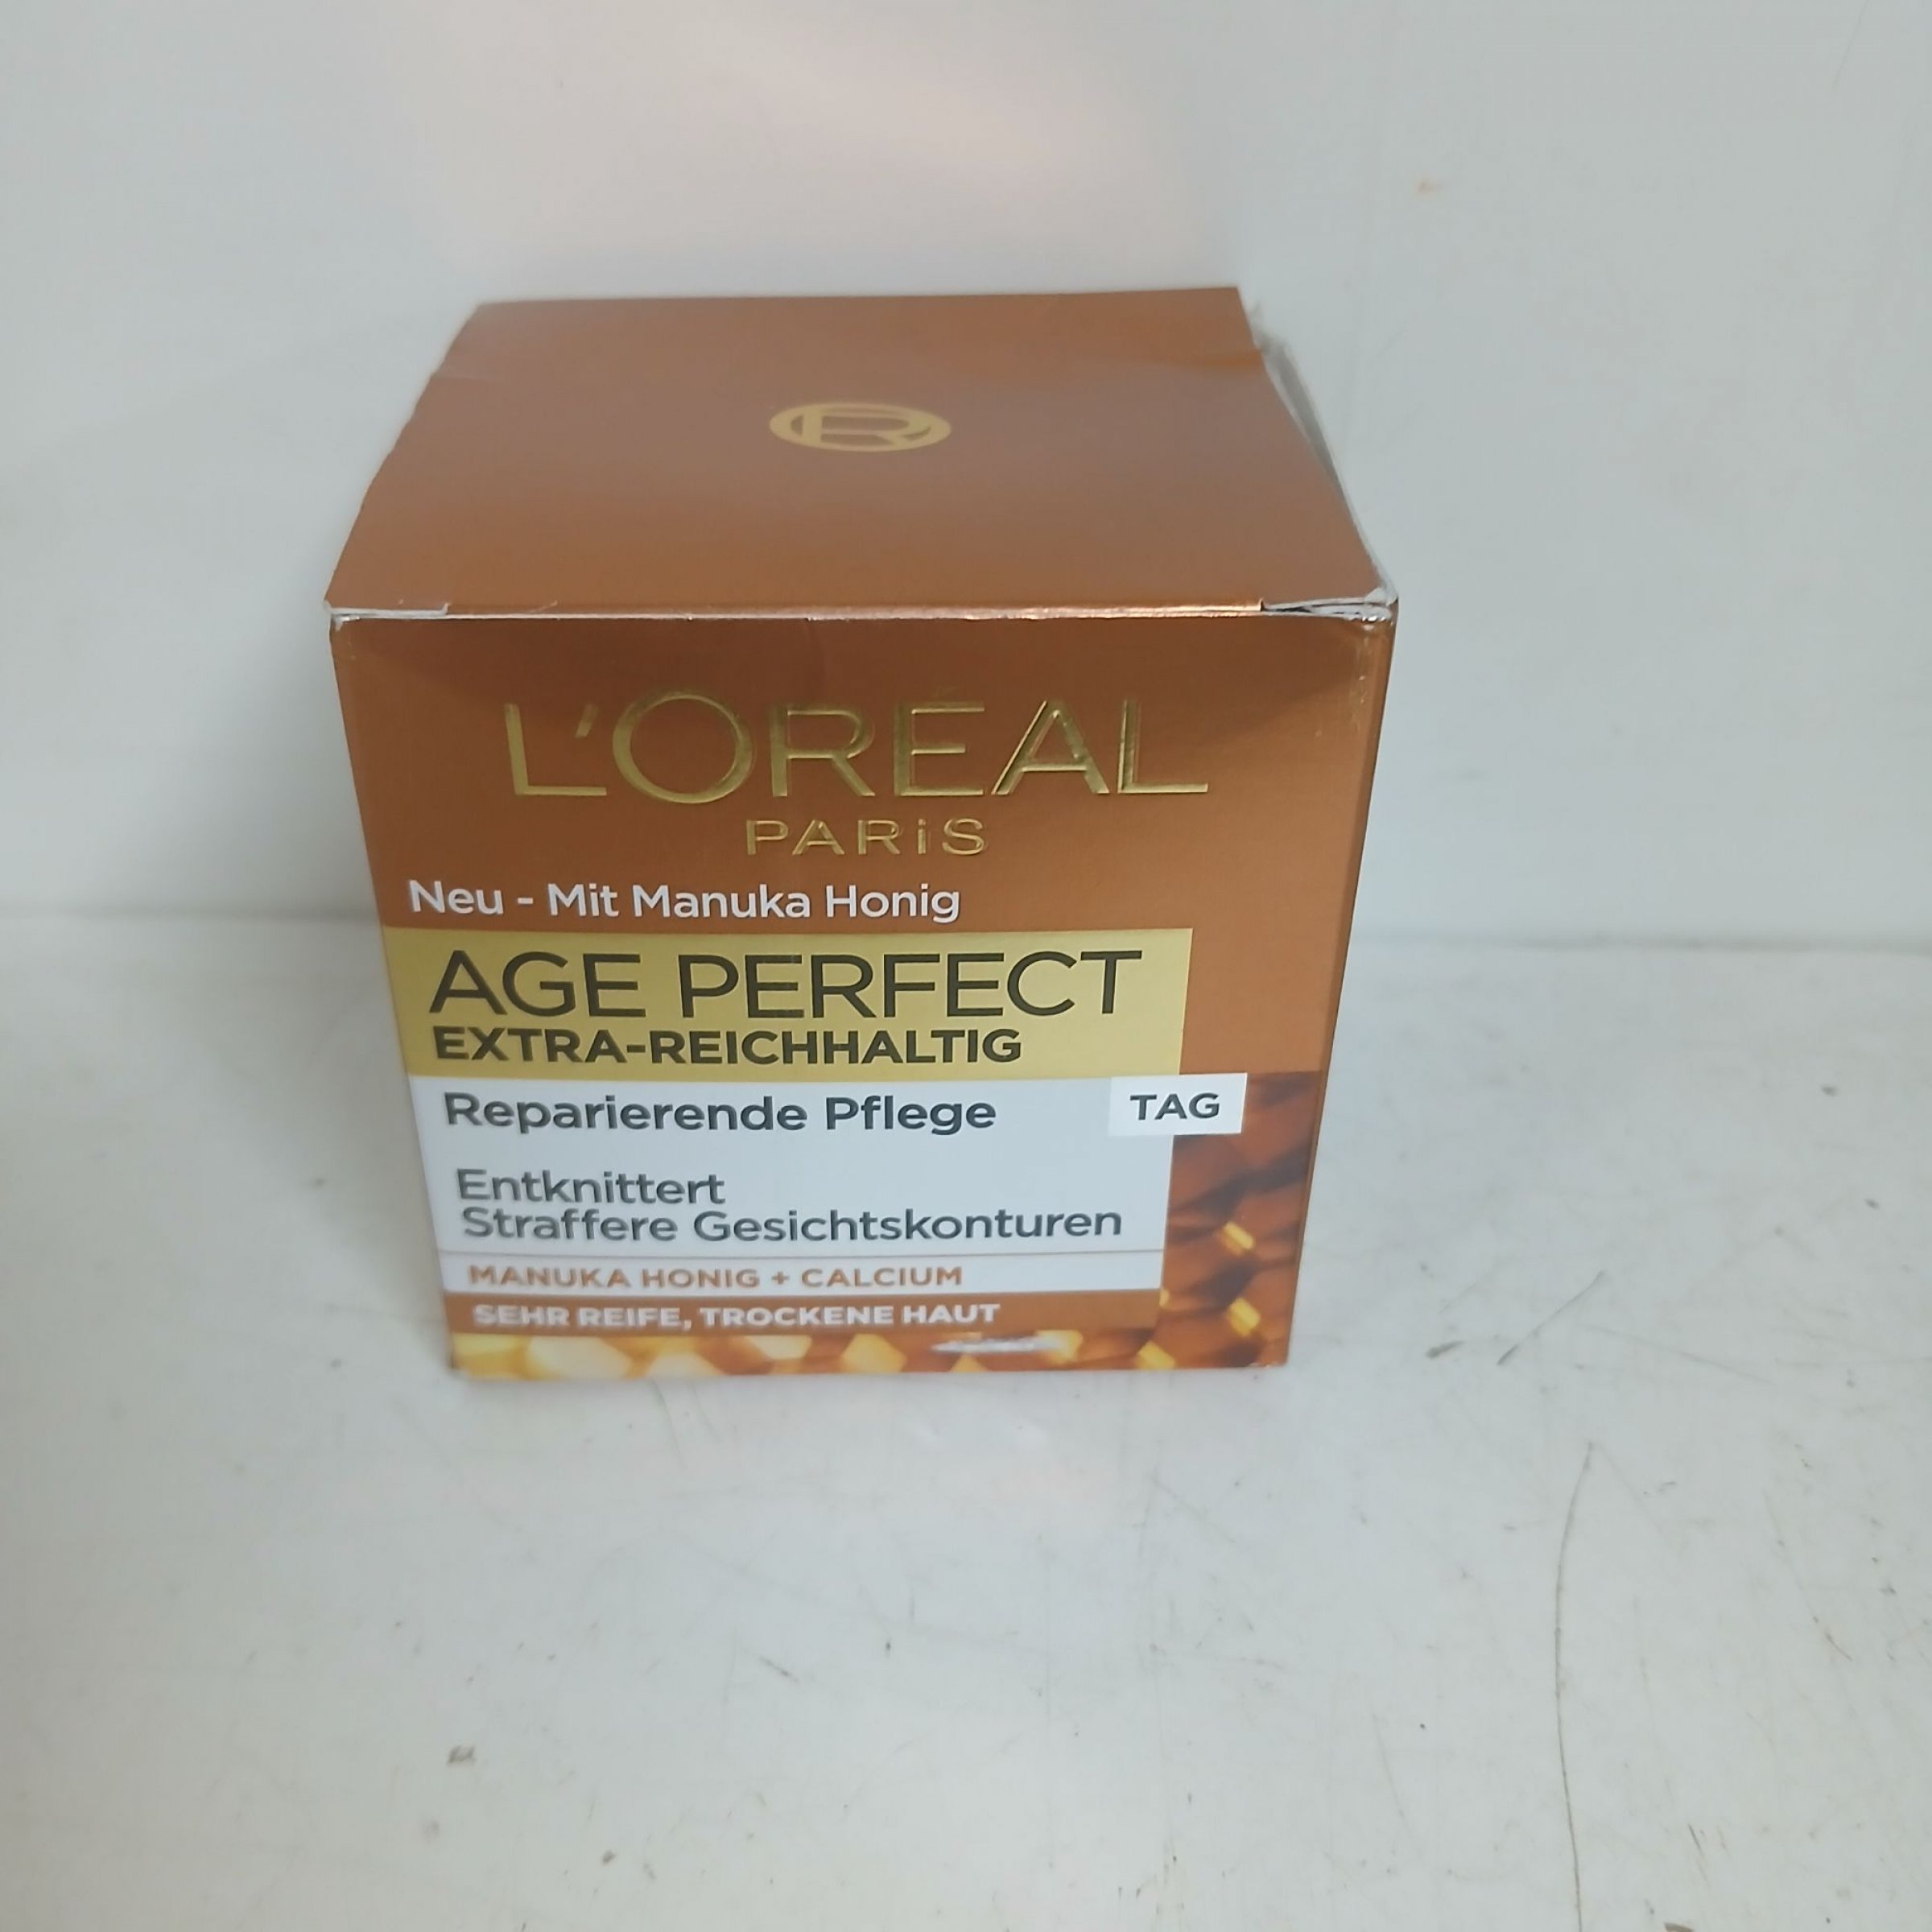 L'ORÉAL
PARiS
Neu - Mit Manuka Honig
AGE PERFECT
EXTRA-REICHHALTIG
Reparierende Pflege
TAG
Entknittert
Straffere Gesichtskonturen
MANUKA HONIG + CALCIUM
SEHR REIFE, TROCKENE HAUT